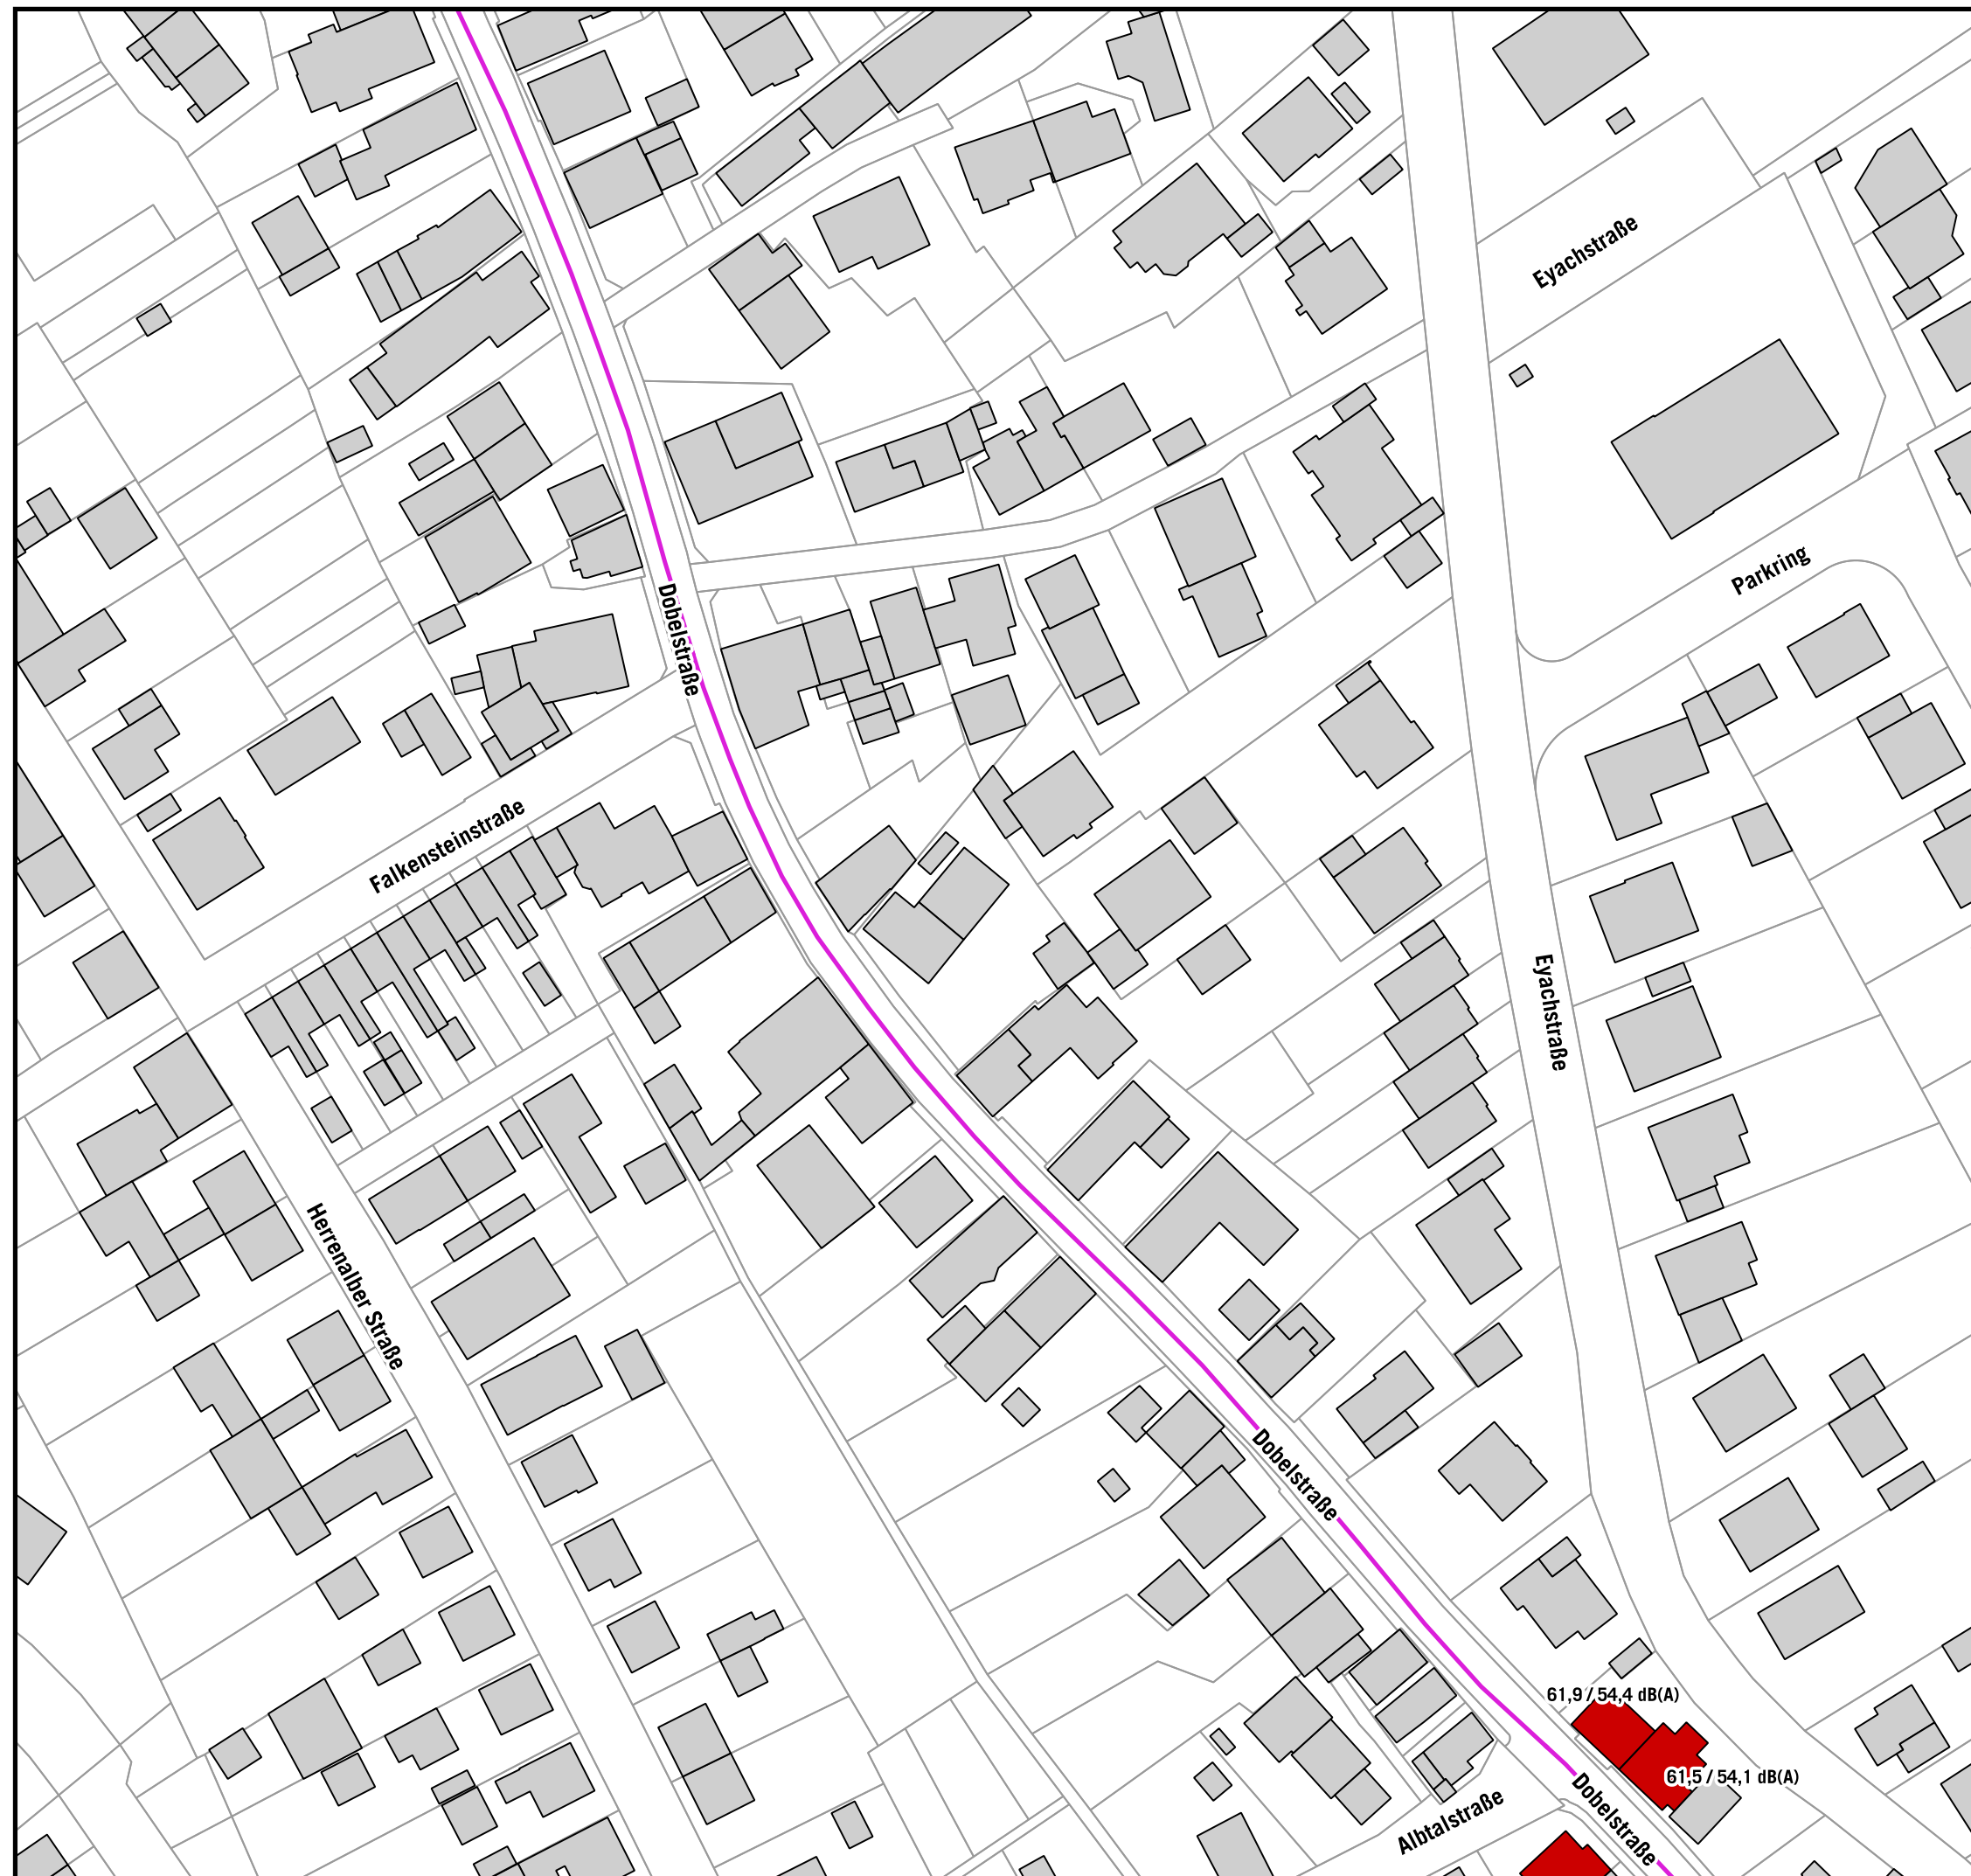 Eyachstraße
Parkring
Dobelstraße
Falkensteinstraße
Eyachstraße
Herrenalber Straße
Dobelstraße
61,9 / 54,4 dB(A)
61,5 / 54,1 dB(A)
Dobelstraße
Albtalstraße